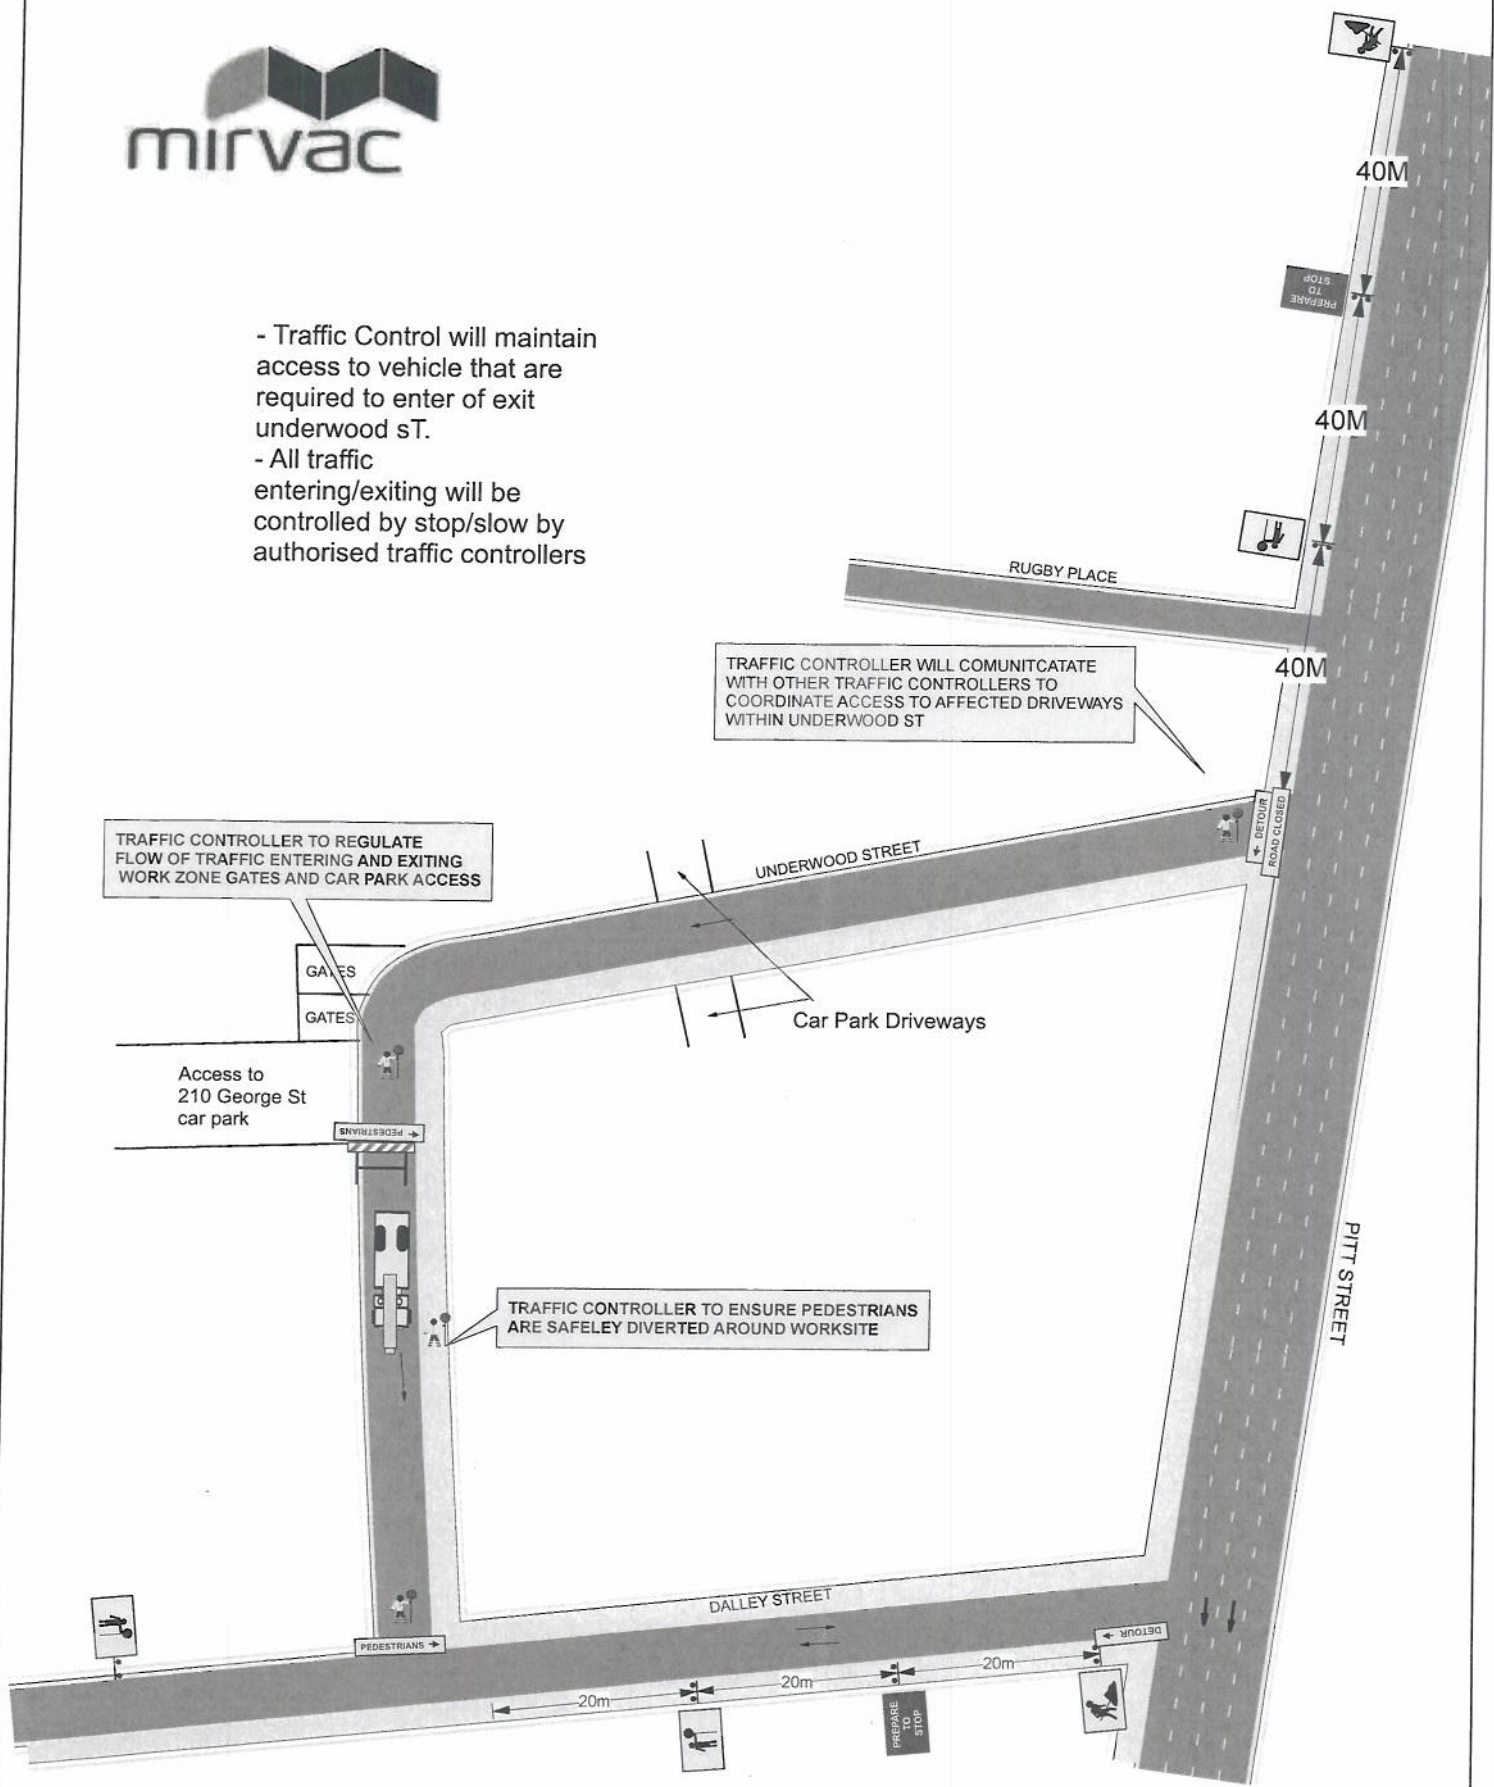 mirvac
40M
PREPARE
TO
STOP
- Traffic Control will maintain
access to vehicle that are
required to enter of exit
underwood sT.
- All traffic
entering/exiting will be
controlled by stop/slow by
authorised traffic controllers
40M
RUGBY PLACE
TRAFFIC CONTROLLER WILL COMUNITCATATE
WITH OTHER TRAFFIC CONTROLLERS TO
COORDINATE ACCESS TO AFFECTED DRIVEWAYS
WITHIN UNDERWOOD ST
40M
DETOUR
ROAD CLOSED
TRAFFIC CONTROLLER TO REGULATE
FLOW OF TRAFFIC ENTERING AND EXITING
WORK ZONE GATES AND CAR PARK ACCESS
UNDERWOOD STREET
GATES
GATES
Car Park Driveways
Access to
210 George St
car park
PEDESTRIANS
PITT STREET
TRAFFIC CONTROLLER TO ENSURE PEDESTRIANS
ARE SAFELEY DIVERTED AROUND WORKSITE
DALLEY STREET
PEDESTRIANS
DETOUR
20m
20m
20m
PREPARE
TO
STOP